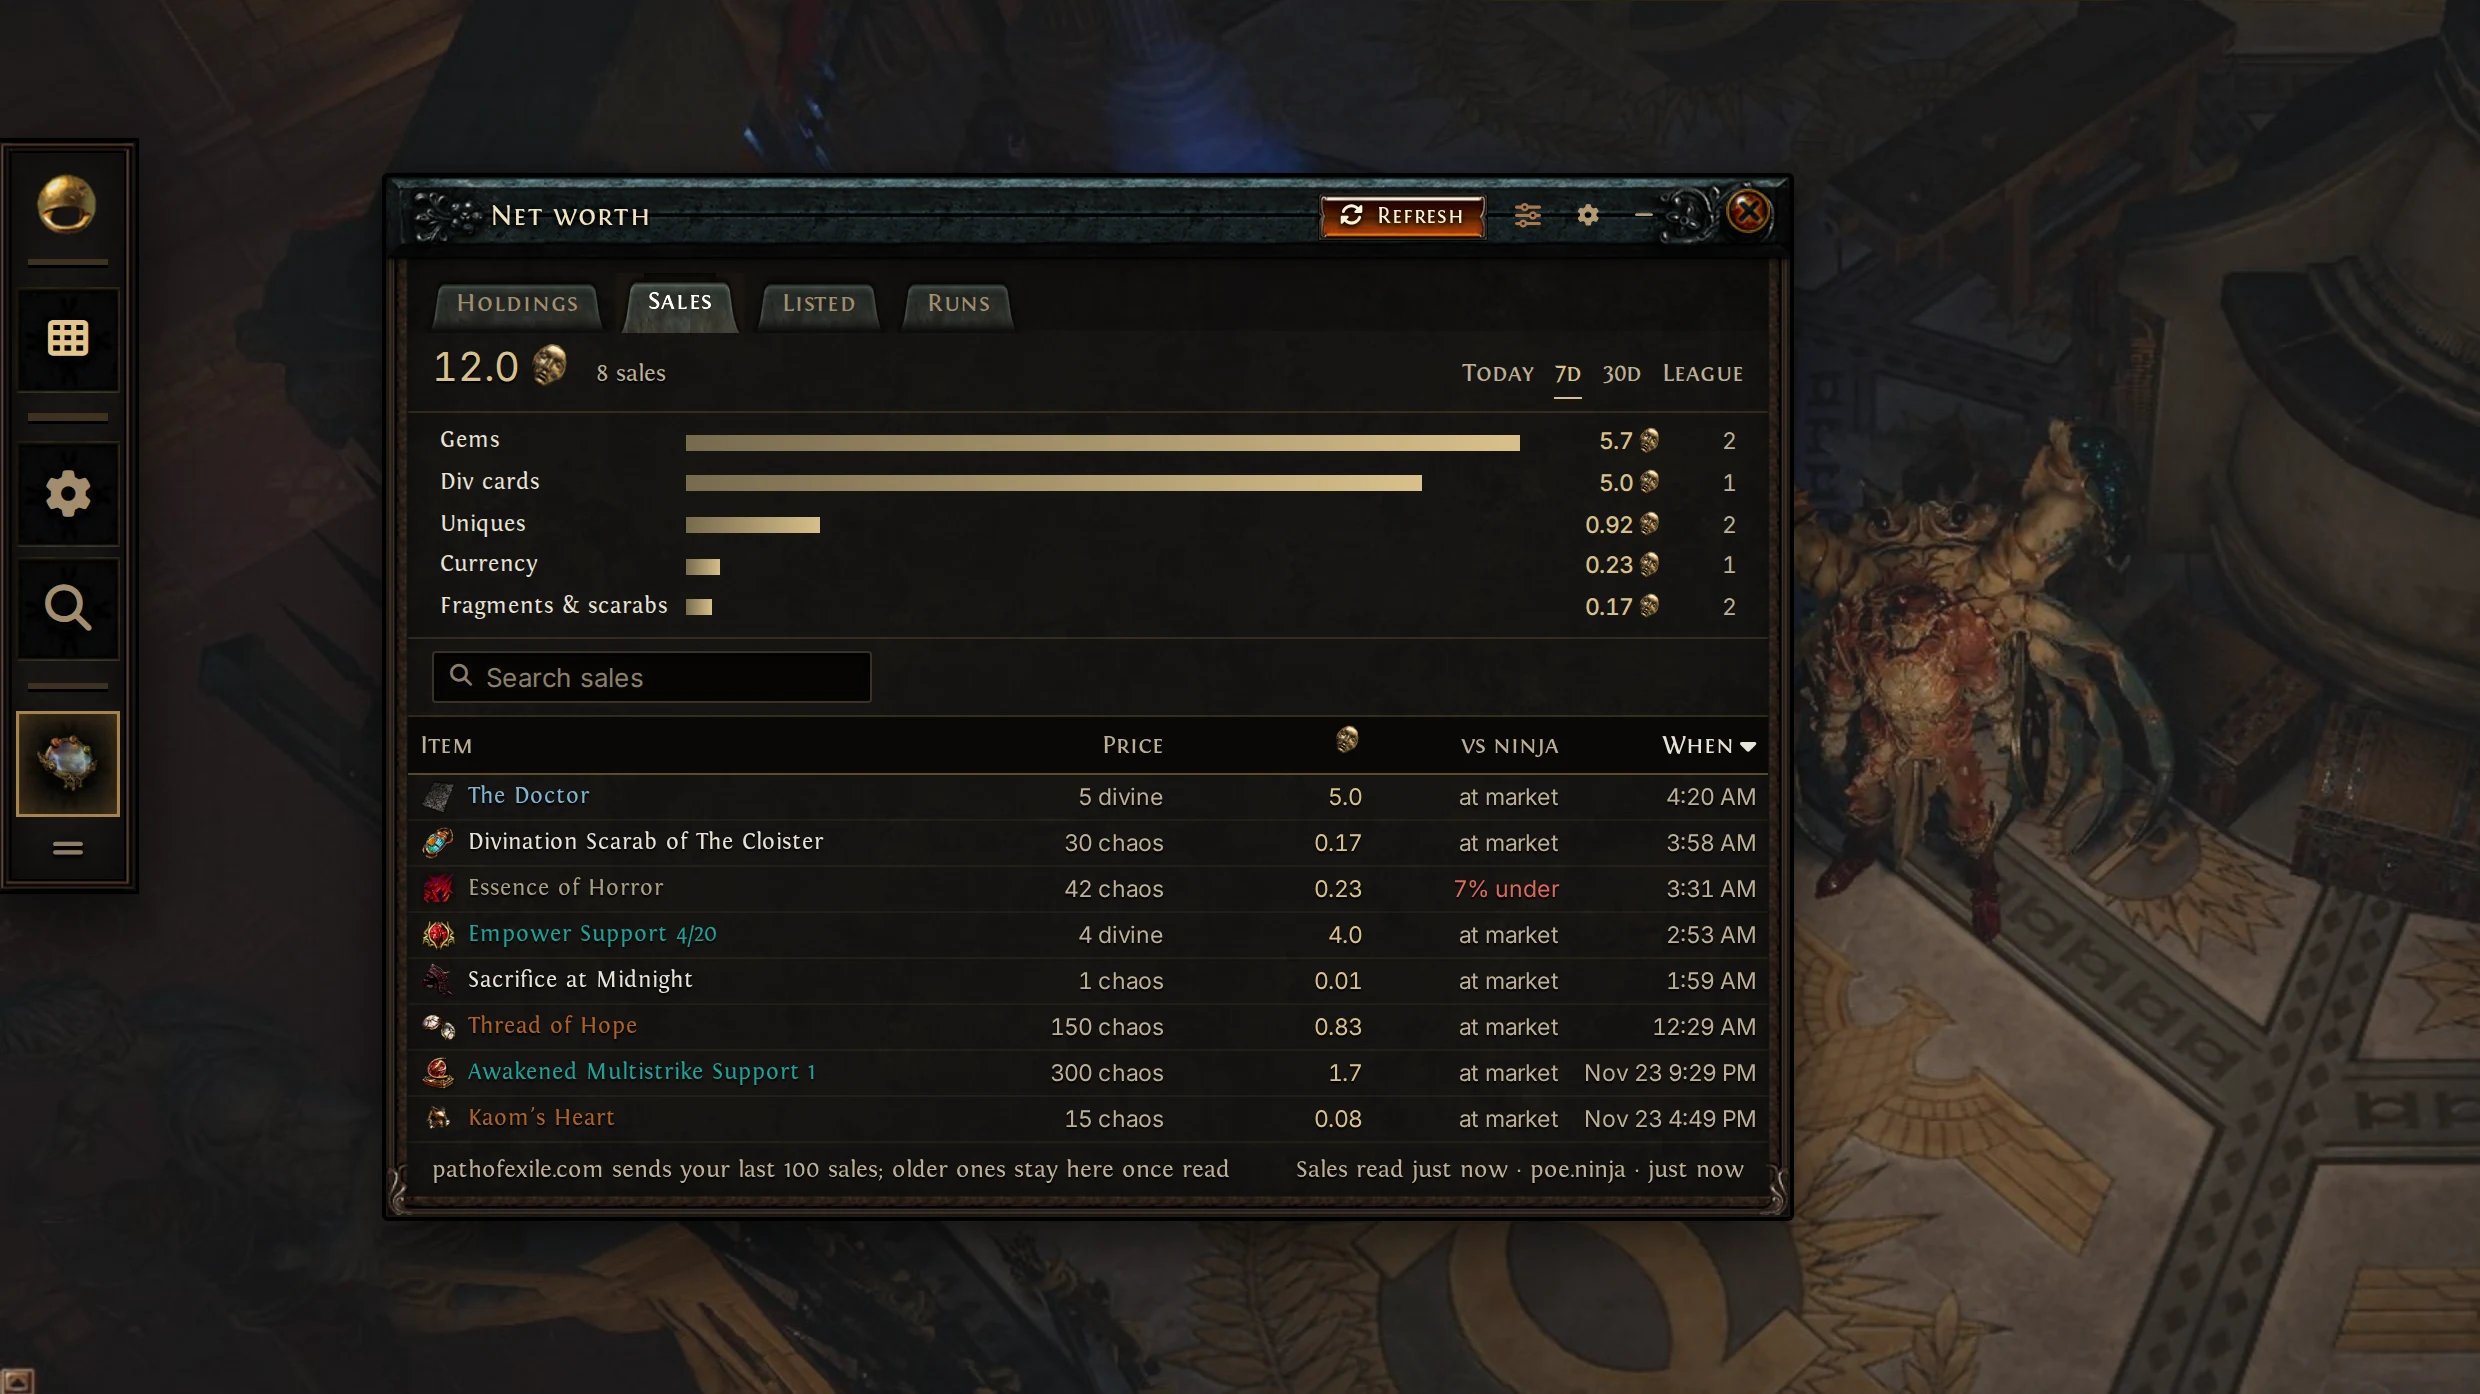 Net worth
Refresh
Holdings Sales Listed Runs
12.0 8 sales Today 7D 30D League
Gems 5.7 2
Div cards 5.0 1
Uniques 0.92 2
Currency 0.23 1
Fragments & scarabs 0.17 2
Search sales
Item Price vs ninja When
The Doctor 5 divine 5.0 at market 4:20 AM
Divination Scarab of The Cloister 30 chaos 0.17 at market 3:58 AM
Essence of Horror 42 chaos 0.23 7% under 3:31 AM
Empower Support 4/20 4 divine 4.0 at market 2:53 AM
Sacrifice at Midnight 1 chaos 0.01 at market 1:59 AM
Thread of Hope 150 chaos 0.83 at market 12:29 AM
Awakened Multistrike Support 1 300 chaos 1.7 at market Nov 23 9:29 PM
Kaom's Heart 15 chaos 0.08 at market Nov 23 4:49 PM
pathofexile.com sends your last 100 sales; older ones stay here once read Sales read just now · poe.ninja · just now